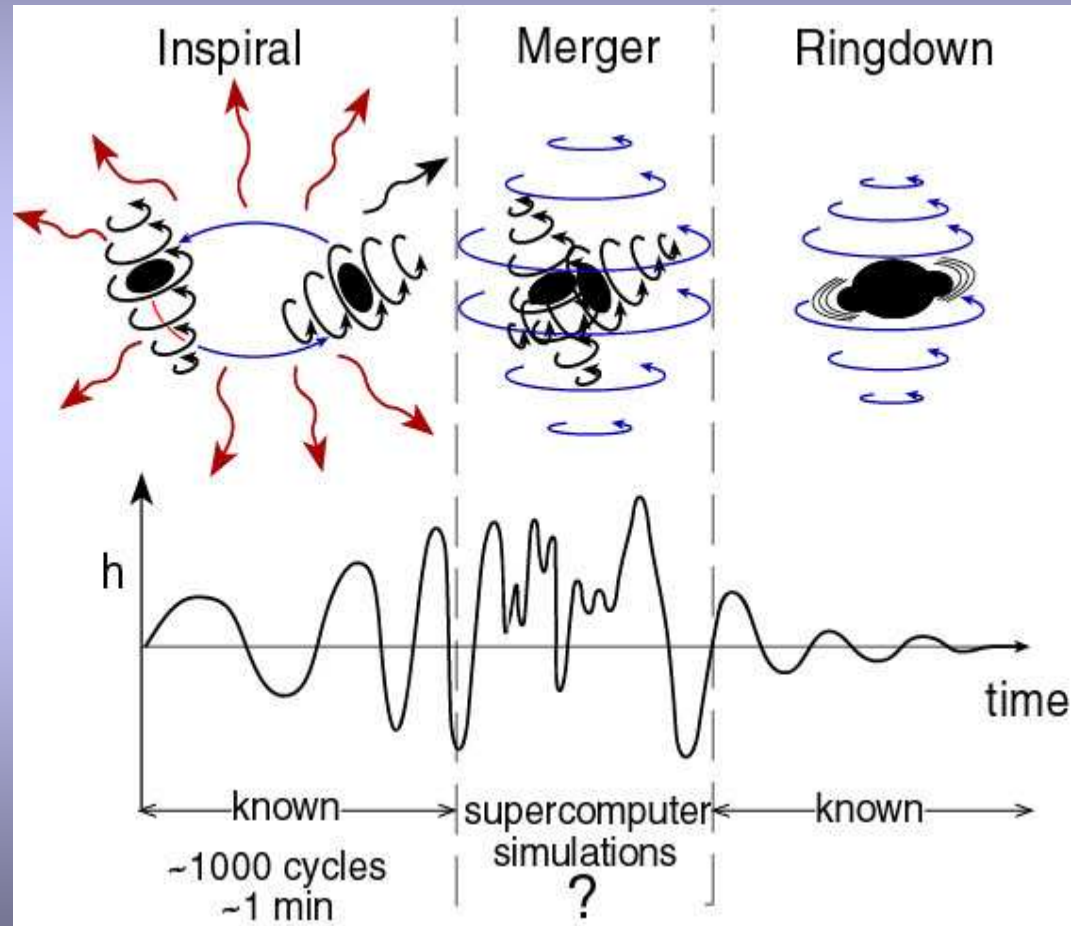 Inspiral
Merger
Ringdown
h
time
known
supercomputer
simulations
?
known
~1000 cycles
~1 min